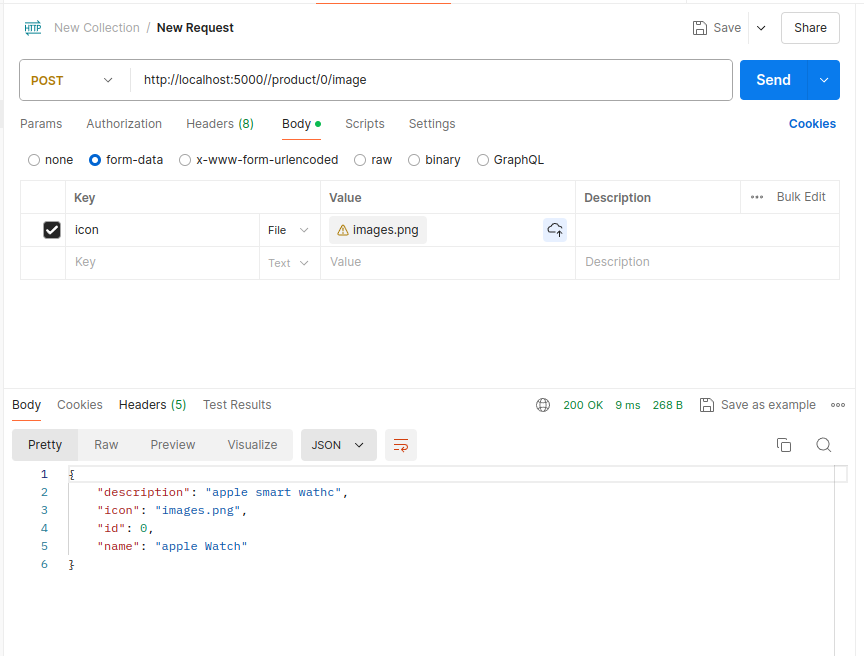 HTTP New Collection / New Request Save Share
POST http://localhost:5000//product/0/image Send
Params Authorization Headers (8) Body Scripts Settings Cookies
none form-data x-www-form-urlencoded raw binary GraphQL
Key Value Description ••• Bulk Edit
icon File images.png
Key Text Value Description
Body Cookies Headers (5) Test Results 200 OK 9 ms 268 B Save as example
Pretty Raw Preview Visualize JSON
1 {
2 "description": "apple smart wathc",
3 "icon": "images.png",
4 "id": 0,
5 "name": "apple Watch"
6 }